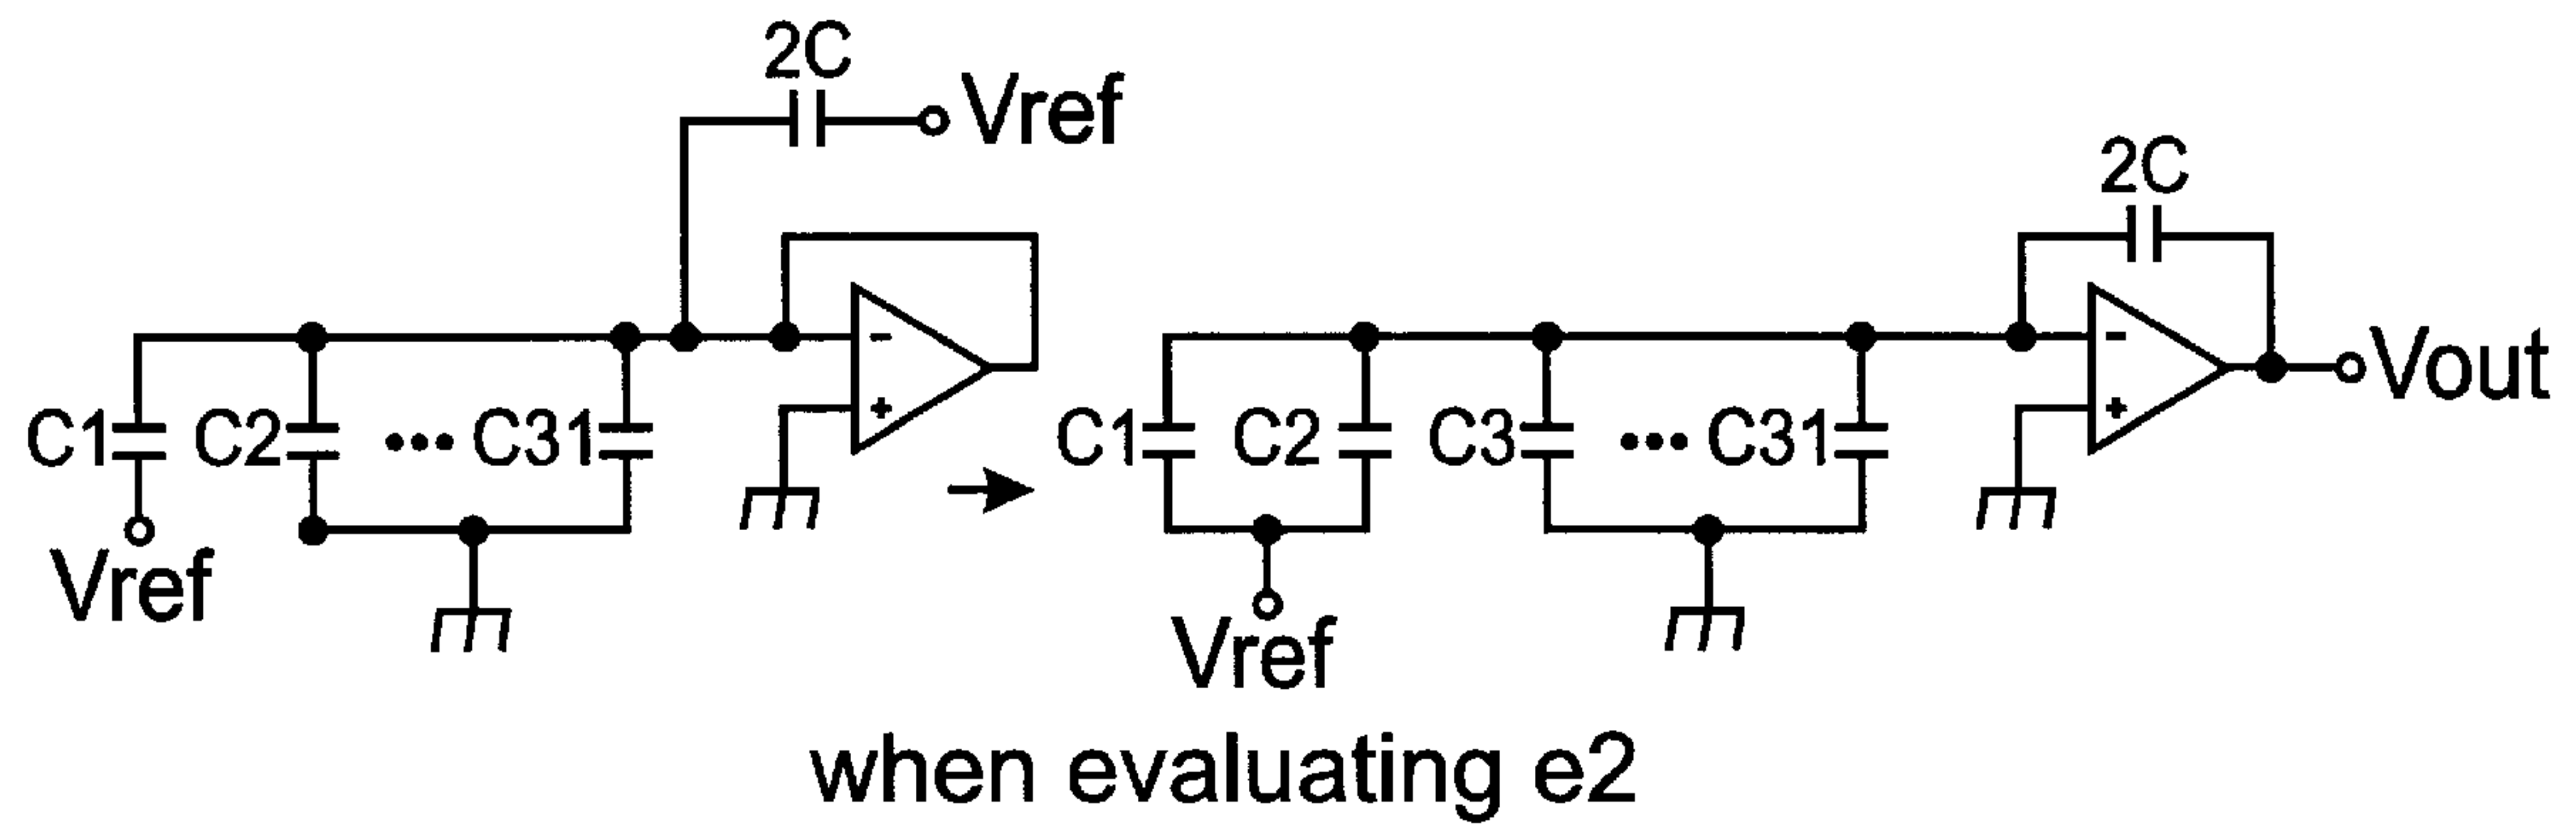 2C
Vref
2C
-
+
-
+
Vout
C1
C2
•••
C31
C1
C2
C3
•••
C31
Vref
Vref
when evaluating e2